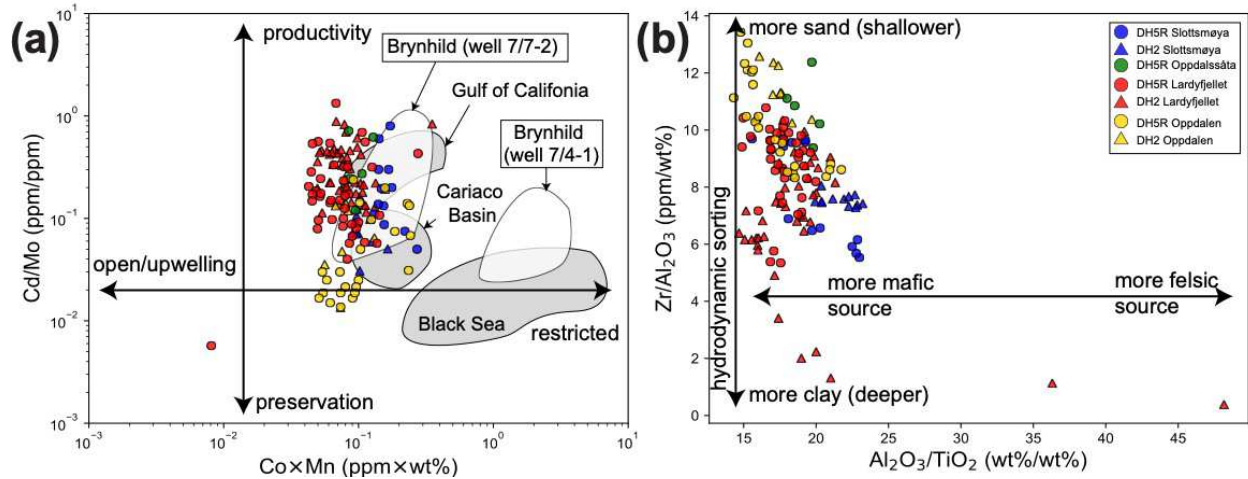 (a)
productivity
Brynhild (well 7/7-2)
Gulf of Califonia
Brynhild
(well 7/4-1)
Cariaco
Basin
open/upwelling
Black Sea
restricted
preservation
10¹
10⁰
10⁻¹
10⁻²
10⁻³
Cd/Mo (ppm/ppm)
10⁻³
10⁻²
10⁻¹
10⁰
10¹
Co×Mn (ppm×wt%)
(b)
more sand (shallower)
DH5R Slottsmøya
DH2 Slottsmøya
DH5R Oppdalssåta
DH5R Lardyfjellet
DH2 Lardyfjellet
DH5R Oppdalen
DH2 Oppdalen
hydrodynamic sorting
more mafic
source
more felsic
source
more clay (deeper)
14
12
10
8
6
4
2
0
Zr/Al₂O₃ (ppm/wt%)
15
20
25
30
35
40
45
Al₂O₃/TiO₂ (wt%/wt%)